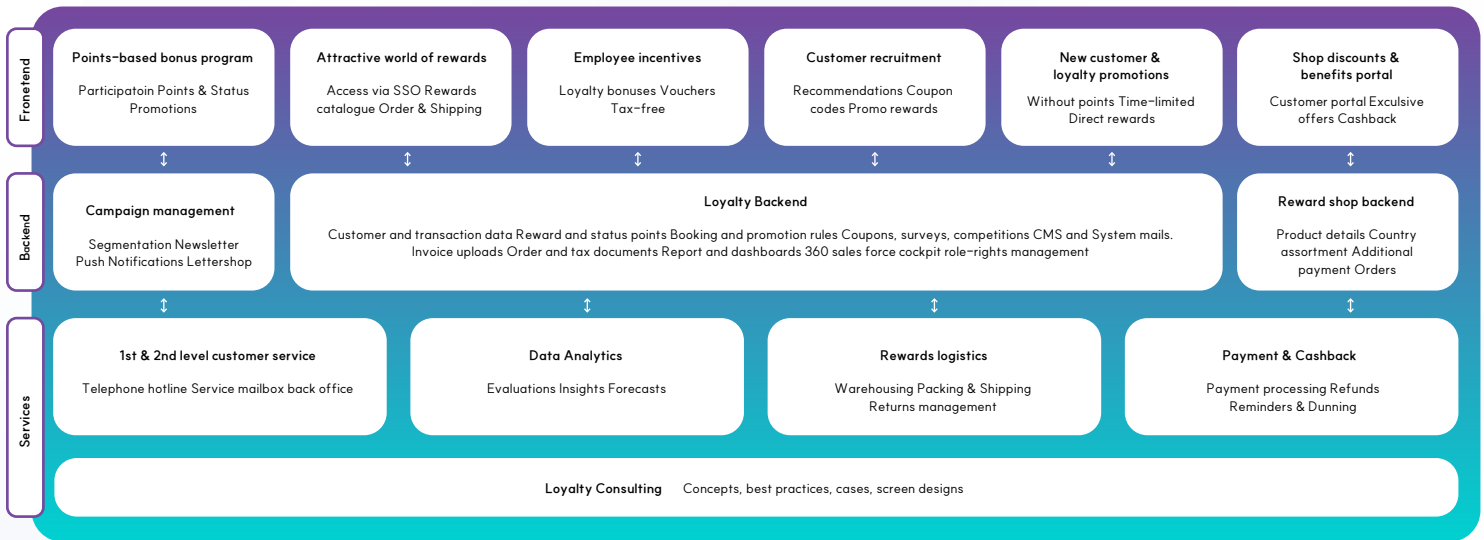 Fronetend
Points-based bonus program
Participatoin Points & Status
Promotions
Attractive world of rewards
Access via SSO Rewards
catalogue Order & Shipping
Employee incentives
Loyalty bonuses Vouchers
Tax-free
Customer recruitment
Recommendations Coupon
codes Promo rewards
New customer &
loyalty promotions
Without points Time-limited
Direct rewards
Shop discounts &
benefits portal
Customer portal Exculsive
offers Cashback
Backend
Campaign management
Segmentation Newsletter
Push Notifications Lettershop
Loyalty Backend
Customer and transaction data Reward and status points Booking and promotion rules Coupons, surveys, competitions CMS and System mails.
Invoice uploads Order and tax documents Report and dashboards 360 sales force cockpit role-rights management
Reward shop backend
Product details Country
assortment Additional
payment Orders
Services
1st & 2nd level customer service
Telephone hotline Service mailbox back office
Data Analytics
Evaluations Insights Forecasts
Rewards logistics
Warehousing Packing & Shipping
Returns management
Payment & Cashback
Payment processing Refunds
Reminders & Dunning
Loyalty Consulting Concepts, best practices, cases, screen designs